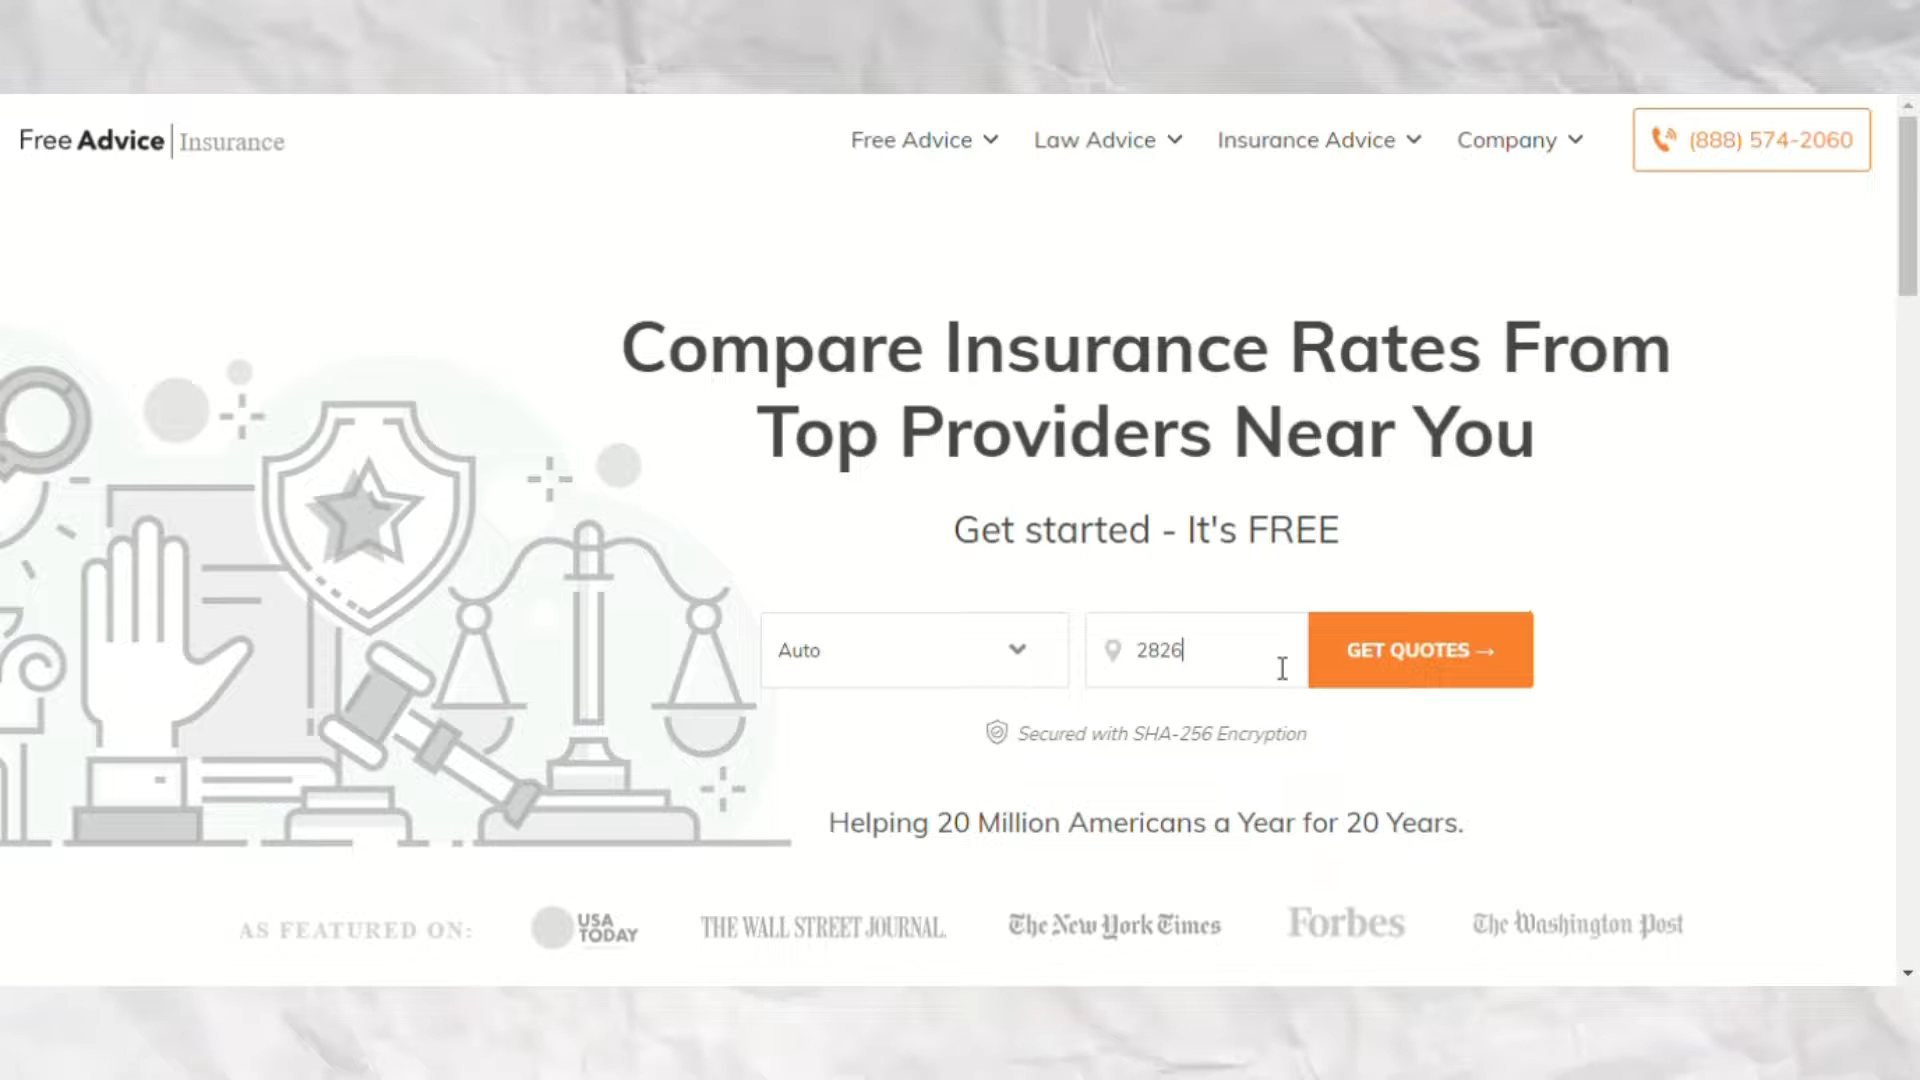 Free Advice | Insurance
Free Advice
Law Advice
Insurance Advice
Company
(888) 574-2060
Compare Insurance Rates From
Top Providers Near You
Get started - It's FREE
Auto
2826
GET QUOTES →
Secured with SHA-256 Encryption
Helping 20 Million Americans a Year for 20 Years.
AS FEATURED ON:
USA
TODAY
THE WALL STREET JOURNAL.
The New York Times
Forbes
The Washington Post